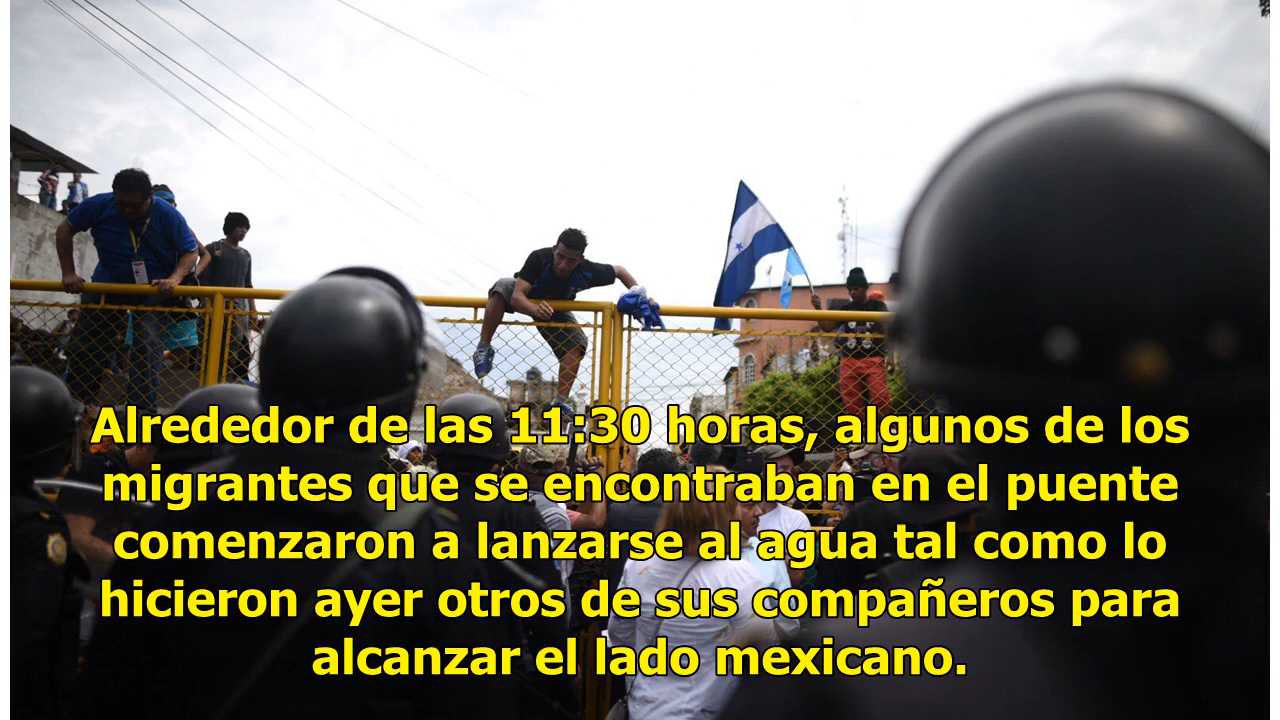 Alrededor de las 11:30 horas, algunos de los
migrantes que se encontraban en el puente
comenzaron a lanzarse al agua tal como lo
hicieron ayer otros de sus compañeros para
alcanzar el lado mexicano.